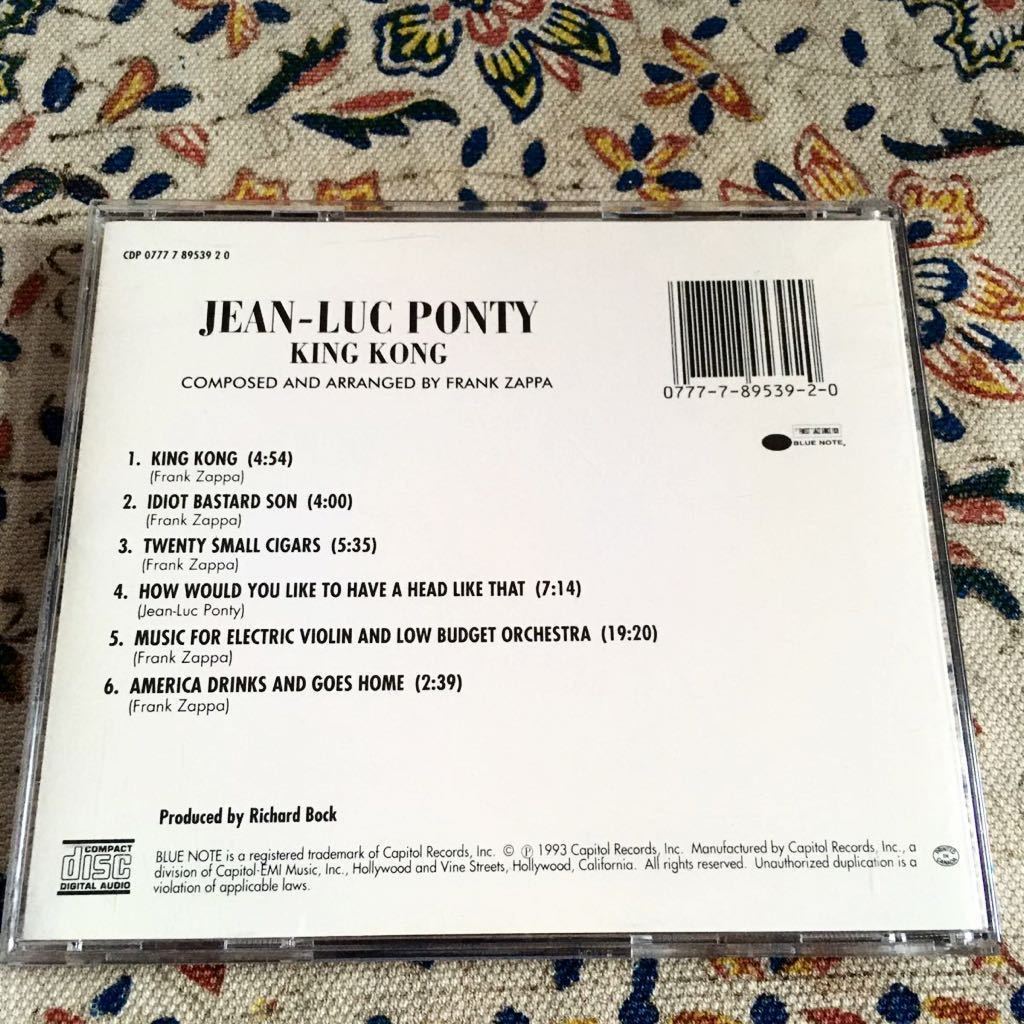 CDP 0777 7 89539 2 0
JEAN-LUC PONTY
KING KONG
COMPOSED AND ARRANGED BY FRANK ZAPPA
0777-7-89539-2-0
BLUE NOTE
1. KING KONG (4:54)
(Frank Zappa)
2. IDIOT BASTARD SON (4:00)
(Frank Zappa)
3. TWENTY SMALL CIGARS (5:35)
(Frank Zappa)
4. HOW WOULD YOU LIKE TO HAVE A HEAD LIKE THAT (7:14)
(Jean-Luc Ponty)
5. MUSIC FOR ELECTRIC VIOLIN AND LOW BUDGET ORCHESTRA (19:20)
(Frank Zappa)
6. AMERICA DRINKS AND GOES HOME (2:39)
(Frank Zappa)
Produced by Richard Bock
COMPACT
disc
DIGITAL AUDIO
BLUE NOTE is a registered trademark of Capitol Records, Inc. © ℗ 1993 Capitol Records, Inc. Manufactured by Capitol Records, Inc., a
division of Capitol-EMI Music, Inc., Hollywood and Vine Streets, Hollywood, California. All rights reserved. Unauthorized duplication is a
violation of applicable laws.